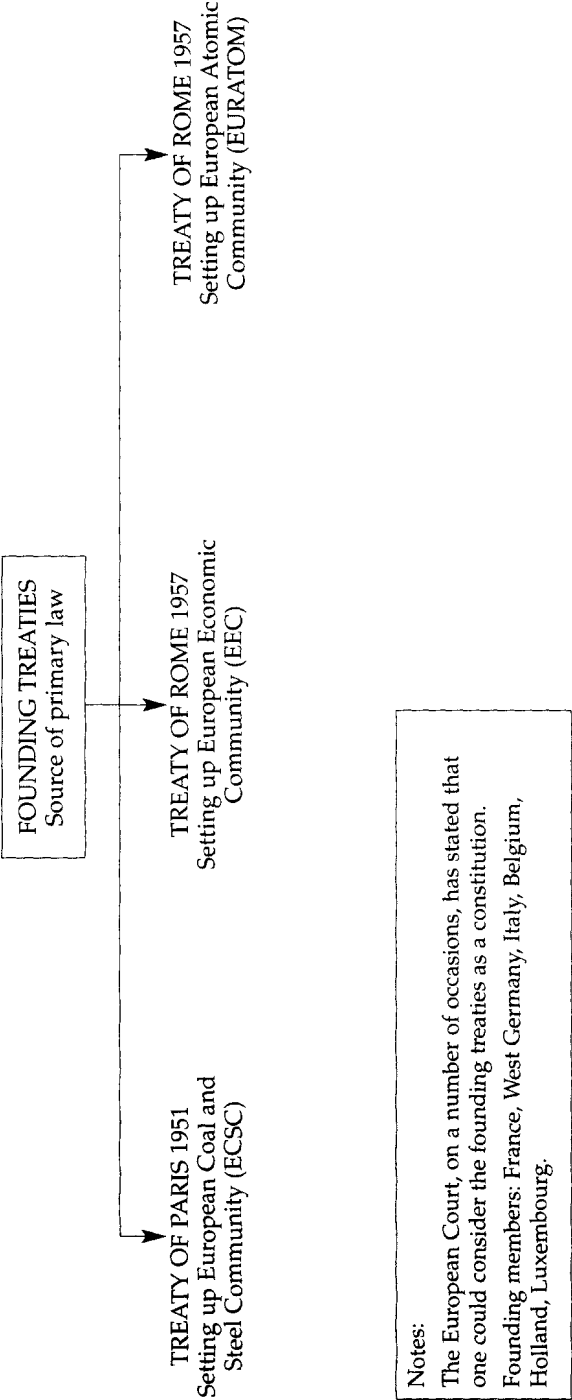 FOUNDING TREATIES
Source of primary law
TREATY OF PARIS 1951
Setting up European Coal and
Steel Community (ECSC)
TREATY OF ROME 1957
Setting up European Economic
Community (EEC)
TREATY OF ROME 1957
Setting up European Atomic
Community (EURATOM)
Notes:
The European Court, on a number of occasions, has stated that
one could consider the founding treaties as a constitution.
Founding members: France, West Germany, Italy, Belgium,
Holland, Luxembourg.